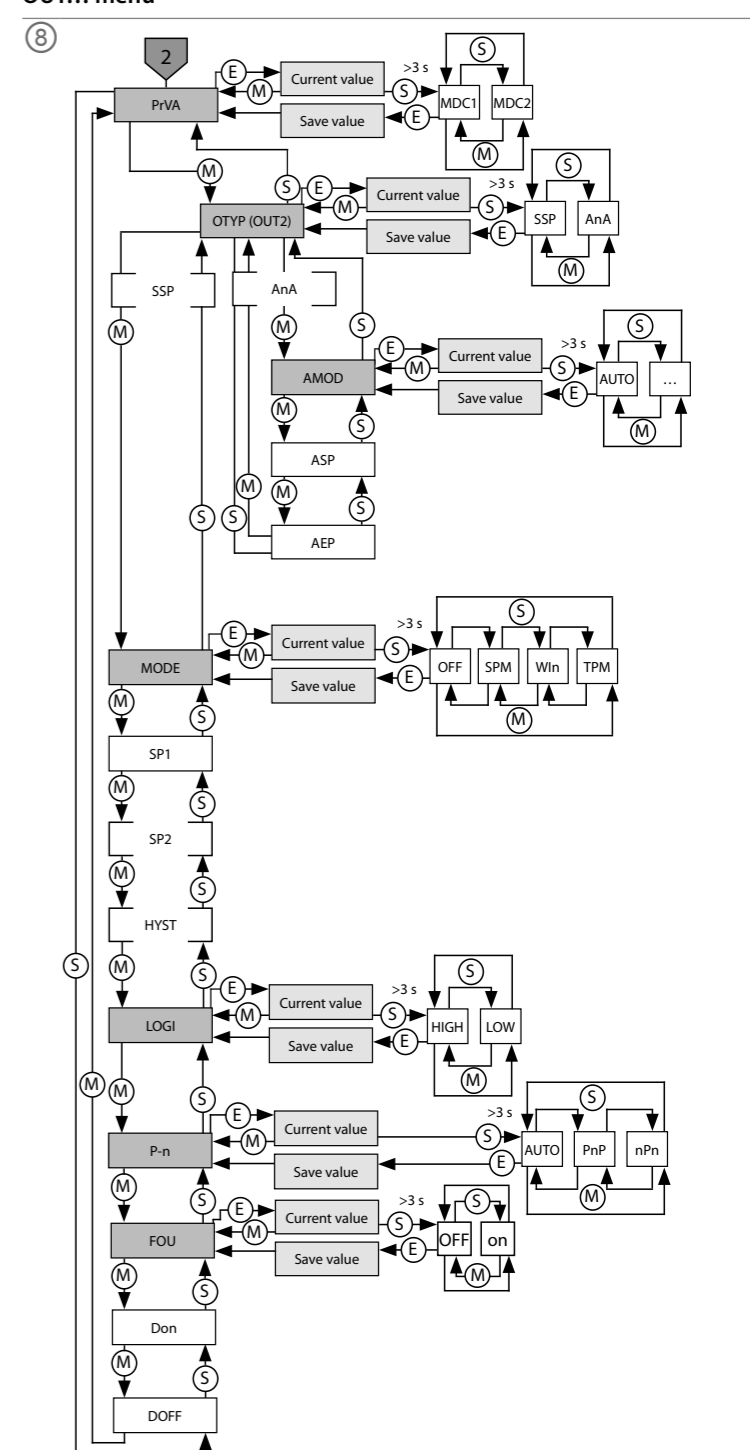 OUT... menu
8
2
E
Current value
>3 s
S
PrVA
M
S
MDC1
MDC2
Save value
E
M
M
S
S
E
Current value
>3 s
OTYP (OUT2)
M
S
SSP
AnA
Save value
E
M
SSP
AnA
M
M
S
S
E
Current value
>3 s
AMOD
M
S
AUTO
...
Save value
E
M
M
S
ASP
M
M
S
S
S
AEP
S
E
Current value
>3 s
MODE
M
S
OFF
SPM
WIn
TPM
Save value
E
M
M
S
SP1
M
S
SP2
M
S
HYST
S
M
S
E
Current value
>3 s
S
LOGI
M
S
HIGH
LOW
Save value
E
M
M
M
S
E
Current value
>3 s
S
P-n
M
S
AUTO
PnP
nPn
Save value
E
M
M
S
E
Current value
>3 s
S
FOU
M
S
OFF
on
Save value
E
M
M
S
Don
M
S
DOFF